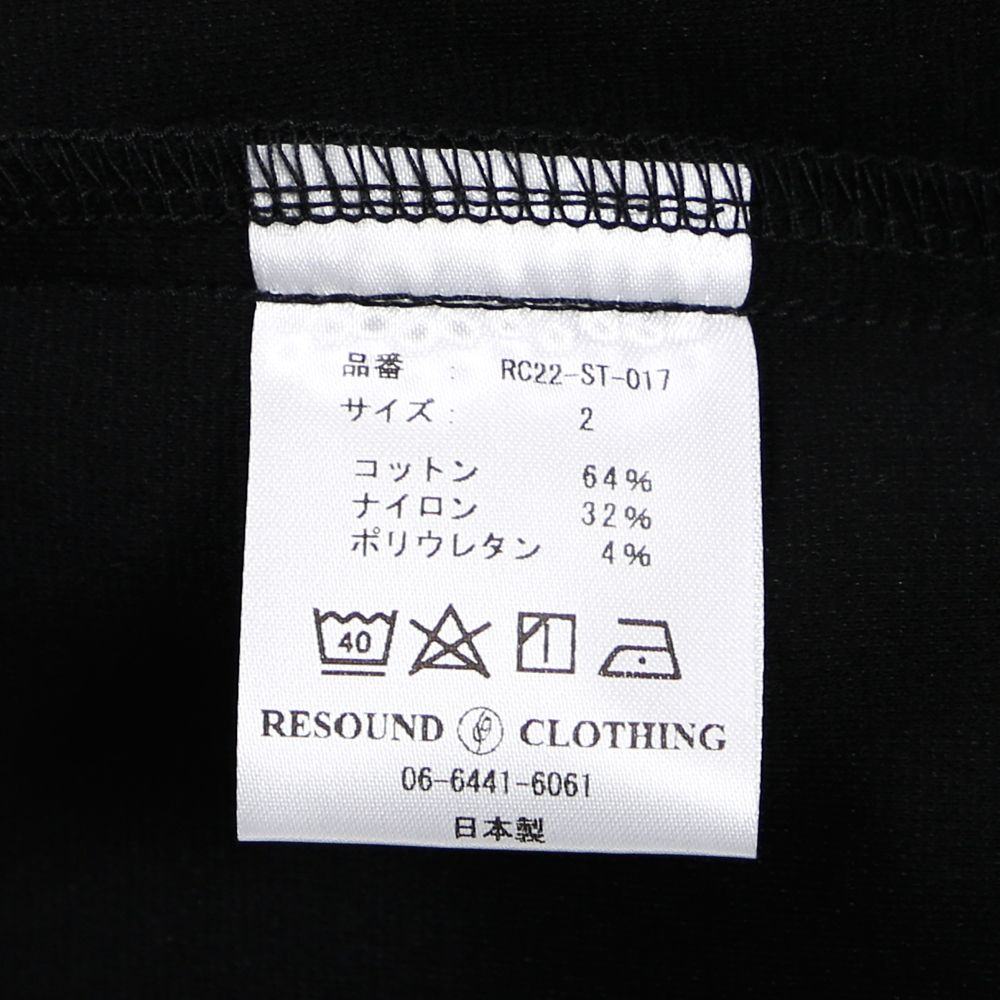 品番 : RC22-ST-017
サイズ : 2
コットン 64%
ナイロン 32%
ポリウレタン 4%
40
RESOUND CLOTHING
06-6441-6061
日本製